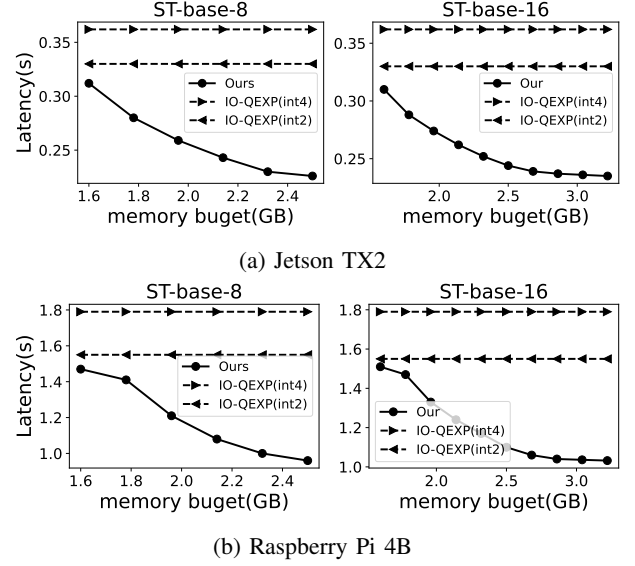 ST-base-8
ST-base-16
Latency(s)
0.35
0.30
0.25
Ours
IO-QEXP(int4)
IO-QEXP(int2)
1.6 1.8 2.0 2.2 2.4
memory buget(GB)
0.35
0.30
0.25
Our
IO-QEXP(int4)
IO-QEXP(int2)
2.0 2.5 3.0
memory buget(GB)
(a) Jetson TX2
ST-base-8
ST-base-16
Latency(s)
1.8
1.6
1.4
1.2
1.0
Ours
IO-QEXP(int4)
IO-QEXP(int2)
1.6 1.8 2.0 2.2 2.4
memory buget(GB)
1.8
1.6
1.4
1.2
1.0
Our
IO-QEXP(int4)
IO-QEXP(int2)
2.0 2.5 3.0
memory buget(GB)
(b) Raspberry Pi 4B